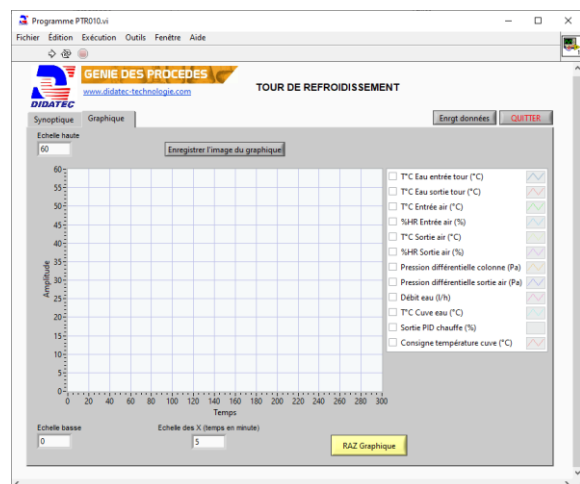 Programme PTR010.vi
Fichier Édition Exécution Outils Fenêtre Aide
GENIE DES PROCEDES
www.didatec-technologie.com
DIDATEC
TOUR DE REFROIDISSEMENT
Synoptique Graphique Enrgt données QUITTER
Echelle haute
60
Enregistrer l'image du graphique
T°C Eau entrée tour (°C)
T°C Eau sortie tour (°C)
T°C Entrée air (°C)
%HR Entrée air (%)
T°C Sortie air (°C)
%HR Sortie air (%)
Pression différentielle colonne (Pa)
Pression différentielle sortie air (Pa)
Débit eau (l/h)
T°C Cuve eau (°C)
Sortie PID chauffe (%)
Consigne température cuve (°C)
Amplitude
60
55
50
45
40
35
30
25
20
15
10
5
0
0 20 40 60 80 100 120 140 160 180 200 220 240 260 280 300
Temps
Echelle basse
0
Echelle des X (temps en minute)
5
RAZ Graphique